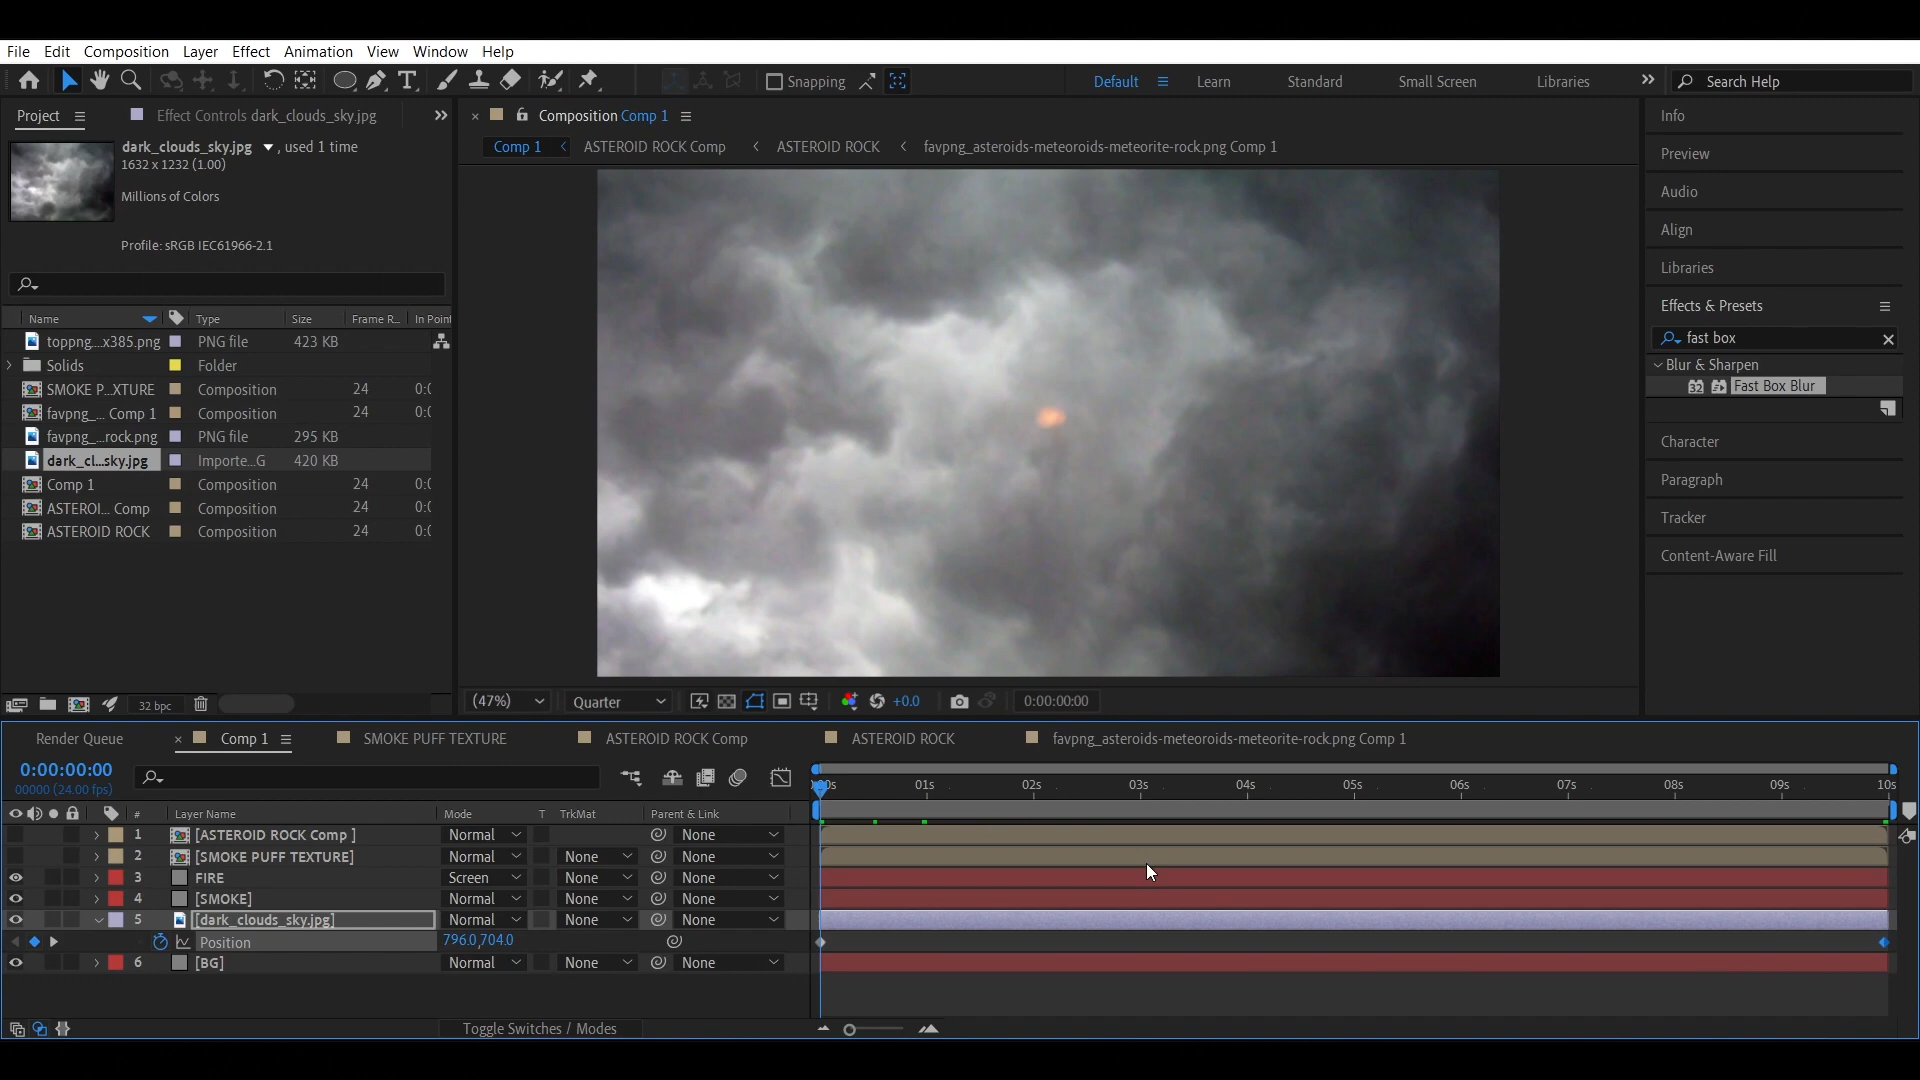 File Edit Composition Layer Effect Animation View Window Help
Snapping Default Learn Standard Small Screen Libraries Search Help
Project Effect Controls dark_clouds_sky.jpg
Composition Comp 1
dark_clouds_sky.jpg , used 1 time
1632 x 1232 (1.00)
Millions of Colors
Profile: sRGB IEC61966-2.1
Comp 1 ASTEROID ROCK Comp ASTEROID ROCK favpng_asteroids-meteoroids-meteorite-rock.png Comp 1
Name Type Size Frame R... In Point
toppng....x385.png PNG file 423 KB
Solids Folder
SMOKE P...XTURE Composition 24 0:0
favpng_... Comp 1 Composition 24 0:0
favpng_...rock.png PNG file 295 KB
dark_cl...sky.jpg Importe...G 420 KB
Comp 1 Composition 24 0:0
ASTEROI... Comp Composition 24 0:0
ASTEROID ROCK Composition 24 0:0
32 bpc
(47%) Quarter +0.0 0:00:00:00
Info
Preview
Audio
Align
Libraries
Effects & Presets
fast box
Blur & Sharpen
32 Fast Box Blur
Character
Paragraph
Tracker
Content-Aware Fill
Render Queue Comp 1 SMOKE PUFF TEXTURE ASTEROID ROCK Comp ASTEROID ROCK favpng_asteroids-meteoroids-meteorite-rock.png Comp 1
0:00:00:00
00000 (24.00 fps)
01s 02s 03s 04s 05s 06s 07s 08s 09s 10s
# Layer Name Mode T TrkMat Parent & Link
1 [ASTEROID ROCK Comp ] Normal None
2 [SMOKE PUFF TEXTURE] Normal None None
3 FIRE Screen None None
4 [SMOKE] Normal None None
5 [dark_clouds_sky.jpg] Normal None None
Position 796.0,704.0
6 [BG] Normal None None
Toggle Switches / Modes